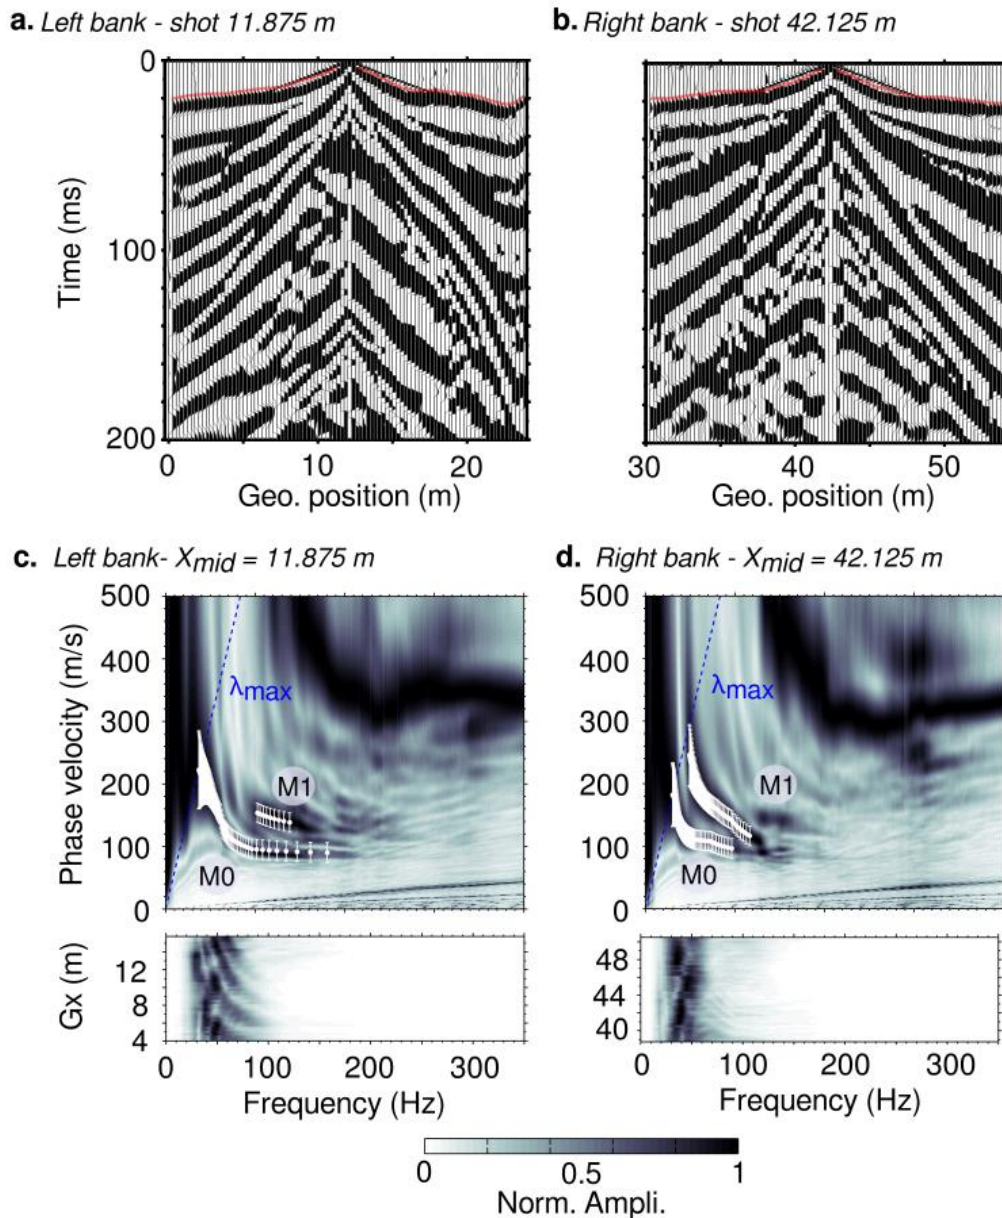 a. Left bank - shot 11.875 m
b. Right bank - shot 42.125 m
0
100
200
Time (ms)
0 10 20
30 40 50
Geo. position (m)
Geo. position (m)
c. Left bank- Xmid = 11.875 m
d. Right bank - Xmid = 42.125 m
500
400
300
200
100
0
Phase velocity (m/s)
λmax
M1
M0
λmax
M1
M0
12
8
4
Gx (m)
48
44
40
0 100 200 300
0 100 200 300
Frequency (Hz)
Frequency (Hz)
0 0.5 1
Norm. Ampli.